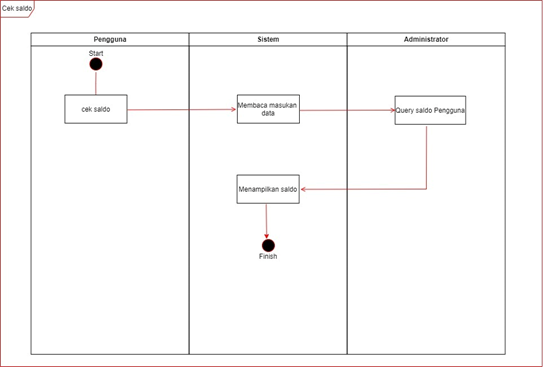 Cek saldo
Pengguna
Sistem
Administrator
Start
cek saldo
Membaca masukan
data
Query saldo Pengguna
Menampilkan saldo
Finish